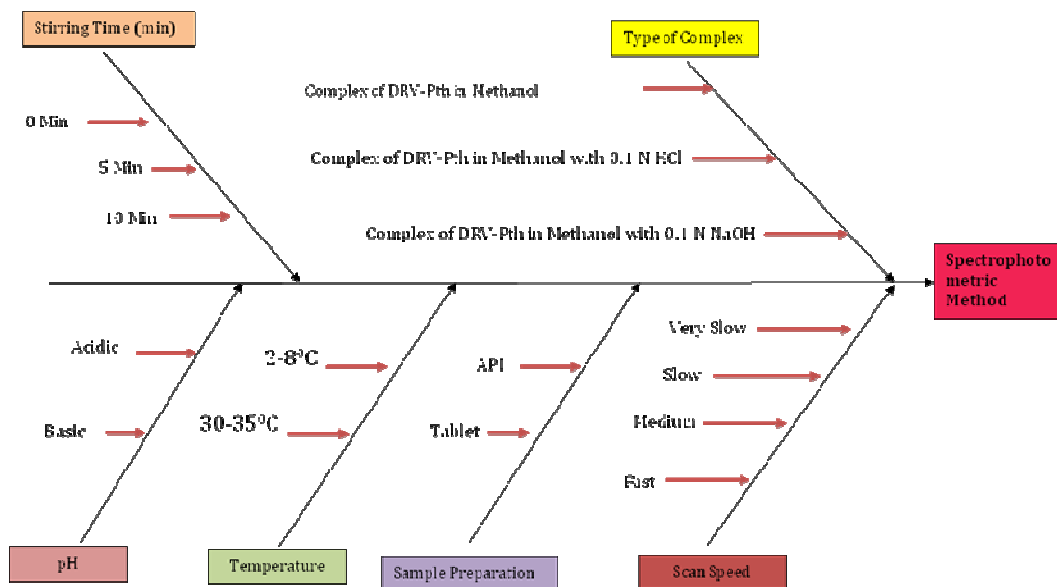 Stirring Time (min)
Type of Complex
Complex of DRV-Pth in Methanol
0 Min
Complex of DRV-Pth in Methanol with 0.1 N HCl
5 Min
10 Min
Complex of DRV-Pth in Methanol with 0.1 N NaOH
Spectrophoto
metric
Method
Very Slow
Acidic
2-8⁰C
API
Slow
30-35⁰C
Medium
Basic
Tablet
Fast
pH
Temperature
Sample Preparation
Scan Speed